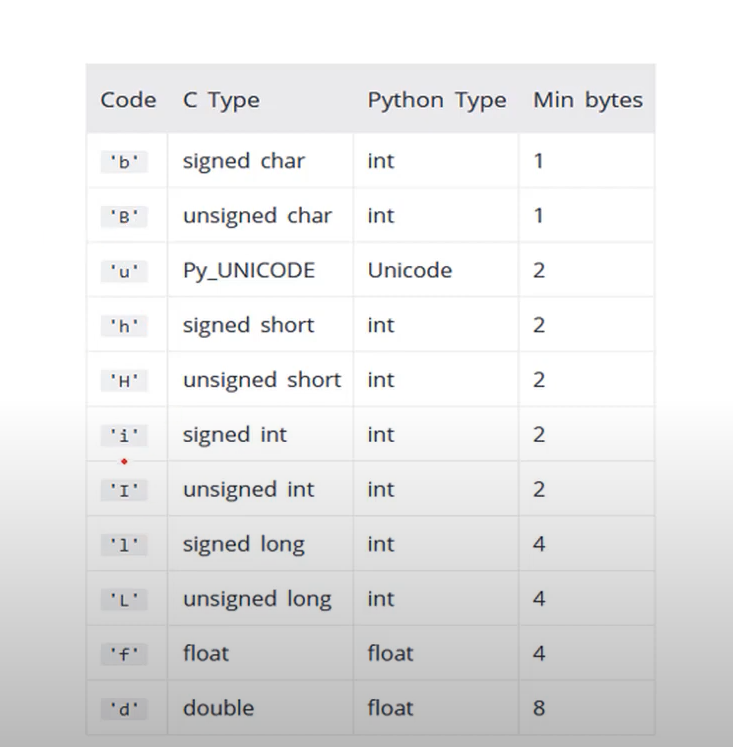 Code C Type Python Type Min bytes
'b' signed char int 1
'B' unsigned char int 1
'u' Py_UNICODE Unicode 2
'h' signed short int 2
'H' unsigned short int 2
'i' signed int int 2
'I' unsigned int int 2
'l' signed long int 4
'L' unsigned long int 4
'f' float float 4
'd' double float 8